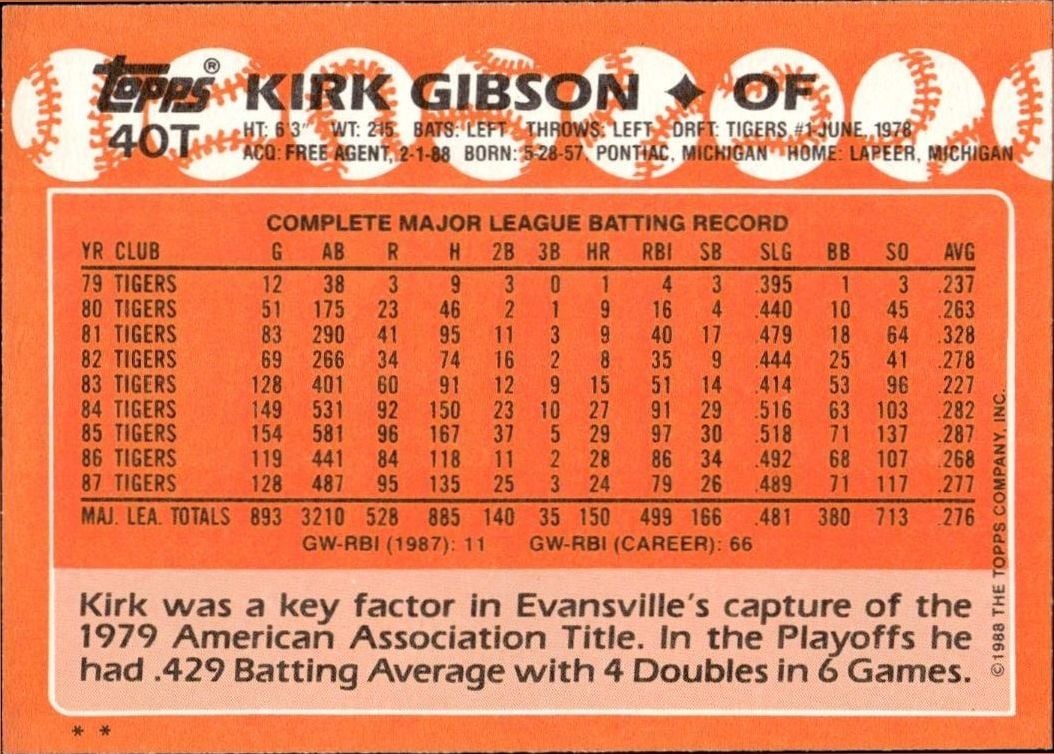 topps® KIRK GIBSON ✦ OF
40T HT: 6'3" WT: 215 BATS: LEFT THROWS: LEFT DRFT: TIGERS #1-JUNE, 1978
ACQ: FREE AGENT, 2-1-88 BORN: 5-28-57, PONTIAC, MICHIGAN HOME: LAPEER, MICHIGAN
COMPLETE MAJOR LEAGUE BATTING RECORD
YR CLUB G AB R H 2B 3B HR RBI SB SLG BB SO AVG
79 TIGERS 12 38 3 9 3 0 1 4 3 .395 1 3 .237
80 TIGERS 51 175 23 46 2 1 9 16 4 .440 10 45 .263
81 TIGERS 83 290 41 95 11 3 9 40 17 .479 18 64 .328
82 TIGERS 69 266 34 74 16 2 8 35 9 .444 25 41 .278
83 TIGERS 128 401 60 91 12 9 15 51 14 .414 53 96 .227
84 TIGERS 149 531 92 150 23 10 27 91 29 .516 63 103 .282
85 TIGERS 154 581 96 167 37 5 29 97 30 .518 71 137 .287
86 TIGERS 119 441 84 118 11 2 28 86 34 .492 68 107 .268
87 TIGERS 128 487 95 135 25 3 24 79 26 .489 71 117 .277
MAJ. LEA. TOTALS 893 3210 528 885 140 35 150 499 166 .481 380 713 .276
GW-RBI (1987): 11 GW-RBI (CAREER): 66
Kirk was a key factor in Evansville's capture of the
1979 American Association Title. In the Playoffs he
had .429 Batting Average with 4 Doubles in 6 Games.
©1988 THE TOPPS COMPANY, INC.
* *